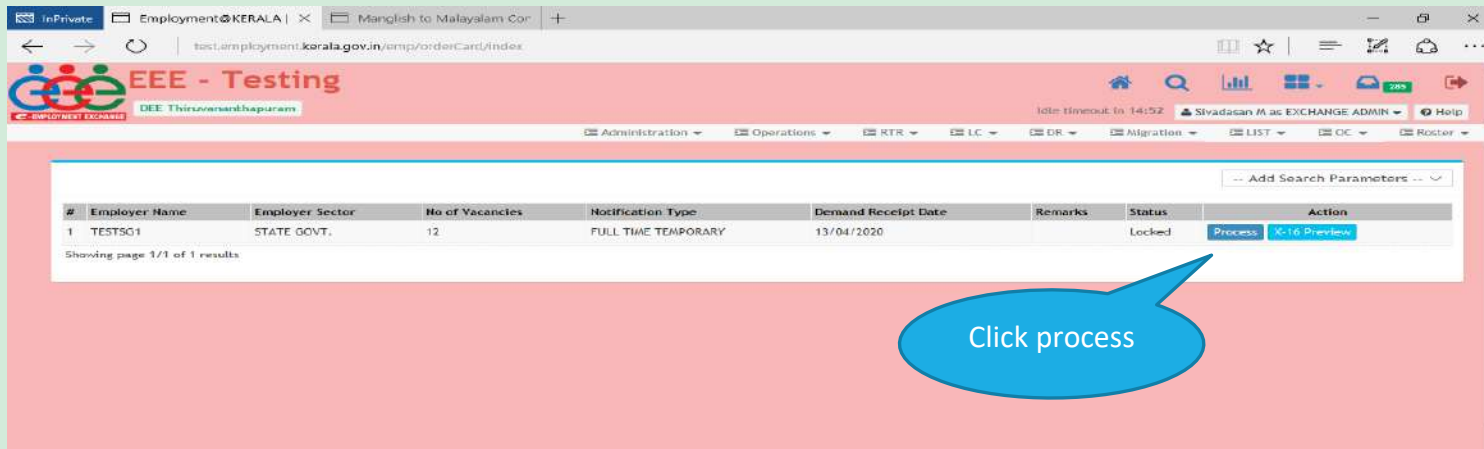 InPrivate Employment@KERALA | Manglish to Malayalam Cor
test.employment.kerala.gov.in/emp/orderCard/index
EEE - Testing
DEE Thiruvananthapuram
E-EMPLOYMENT EXCHANGE
285
Idle timeout in 14:52 Sivadasan M as EXCHANGE ADMIN Help
Administration Operations RTR LC DR Migration LIST OC Roster
-- Add Search Parameters --
# Employer Name Employer Sector No of Vacancies Notification Type Demand Receipt Date Remarks Status Action
1 TESTSG1 STATE GOVT. 12 FULL TIME TEMPORARY 13/04/2020 Locked Process X-16 Preview
Showing page 1/1 of 1 results
Click process